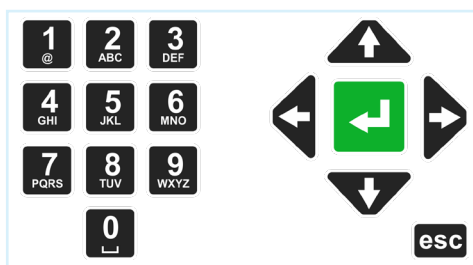 1 2 3
@ ABC DEF
4 5 6
GHI JKL MNO
7 8 9
PQRS TUV WXYZ
0
esc